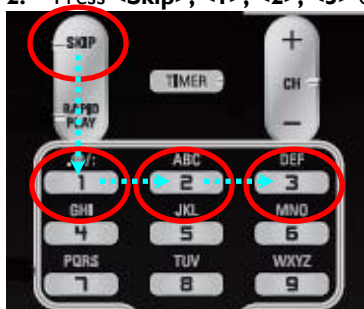 2. Press <Skip>, <1>, <2>, <3>
SKIP
+
TIMER
CH
RAPID
PLAY
−
ABC
DEF
1
2
3
GHI
JKL
MNO
4
5
6
PQRS
TUV
WXYZ
7
8
9